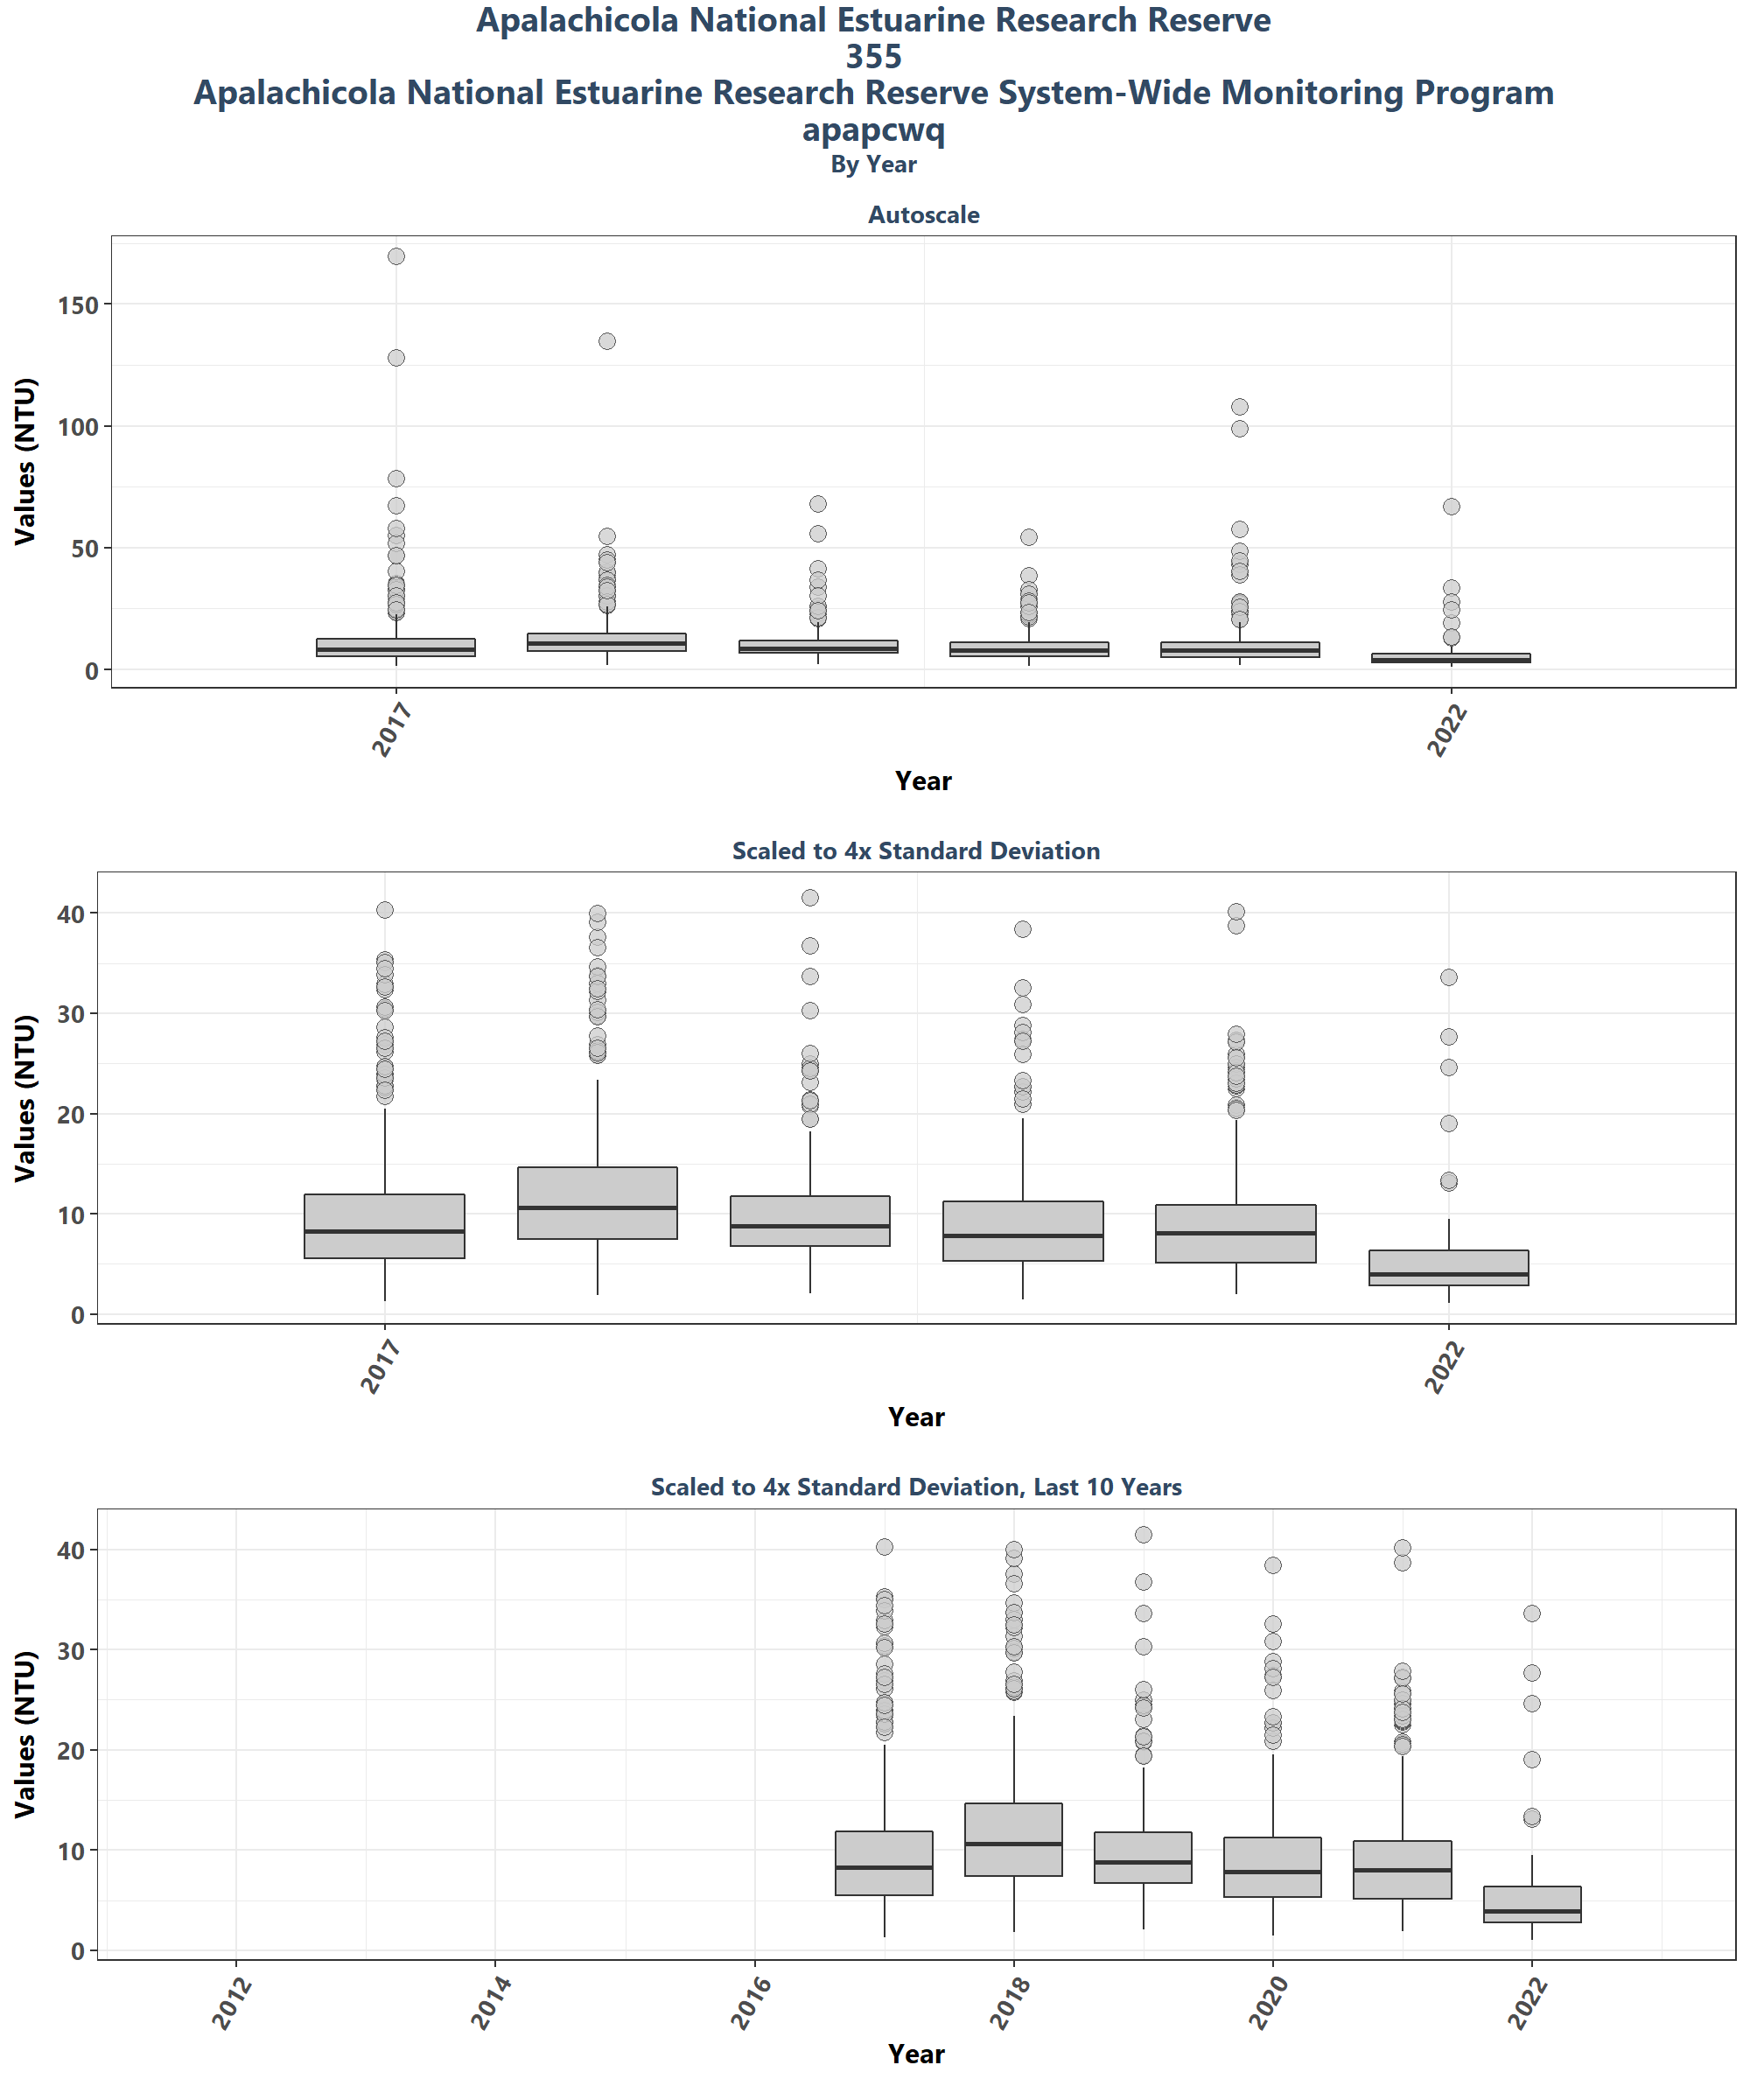 Apalachicola National Estuarine Research Reserve
355
Apalachicola National Estuarine Research Reserve System-Wide Monitoring Program
apapcwq
By Year
Autoscale
Values (NTU)
150
100
50
0
2017
2022
Year
Scaled to 4x Standard Deviation
Values (NTU)
40
30
20
10
0
2017
2022
Year
Scaled to 4x Standard Deviation, Last 10 Years
Values (NTU)
40
30
20
10
0
2012
2014
2016
2018
2020
2022
Year